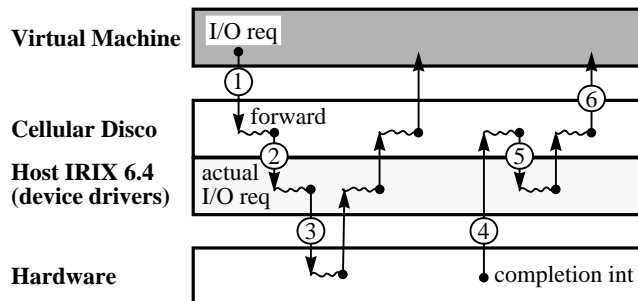 Virtual Machine
I/O req
1
6
Cellular Disco
forward
2
5
Host IRIX 6.4
(device drivers)
actual
I/O req
3
4
Hardware
completion int